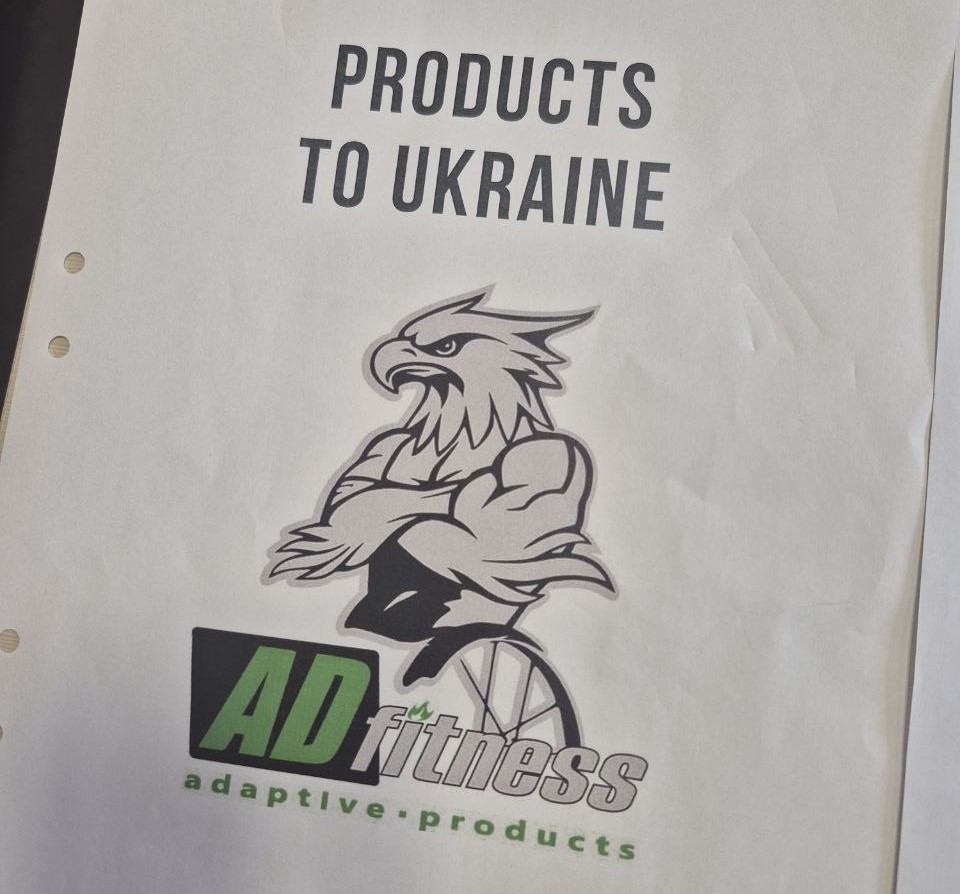 PRODUCTS
TO UKRAINE
AD fitness
adaptive·products